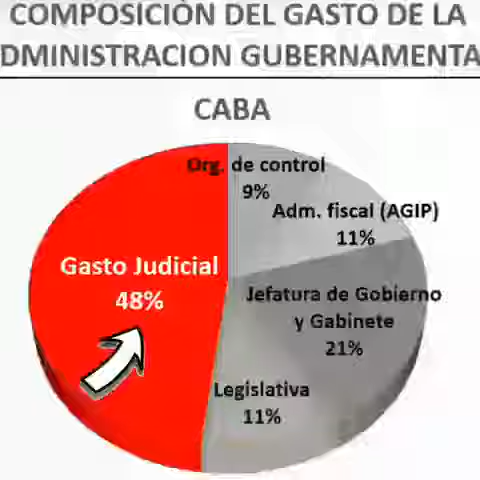 COMPOSICIÓN DEL GASTO DE LA
DMINISTRACION GUBERNAMENTA
CABA
Org. de control
9%
Adm. fiscal (AGIP)
11%
Gasto Judicial
48%
Jefatura de Gobierno
y Gabinete
21%
Legislativa
11%